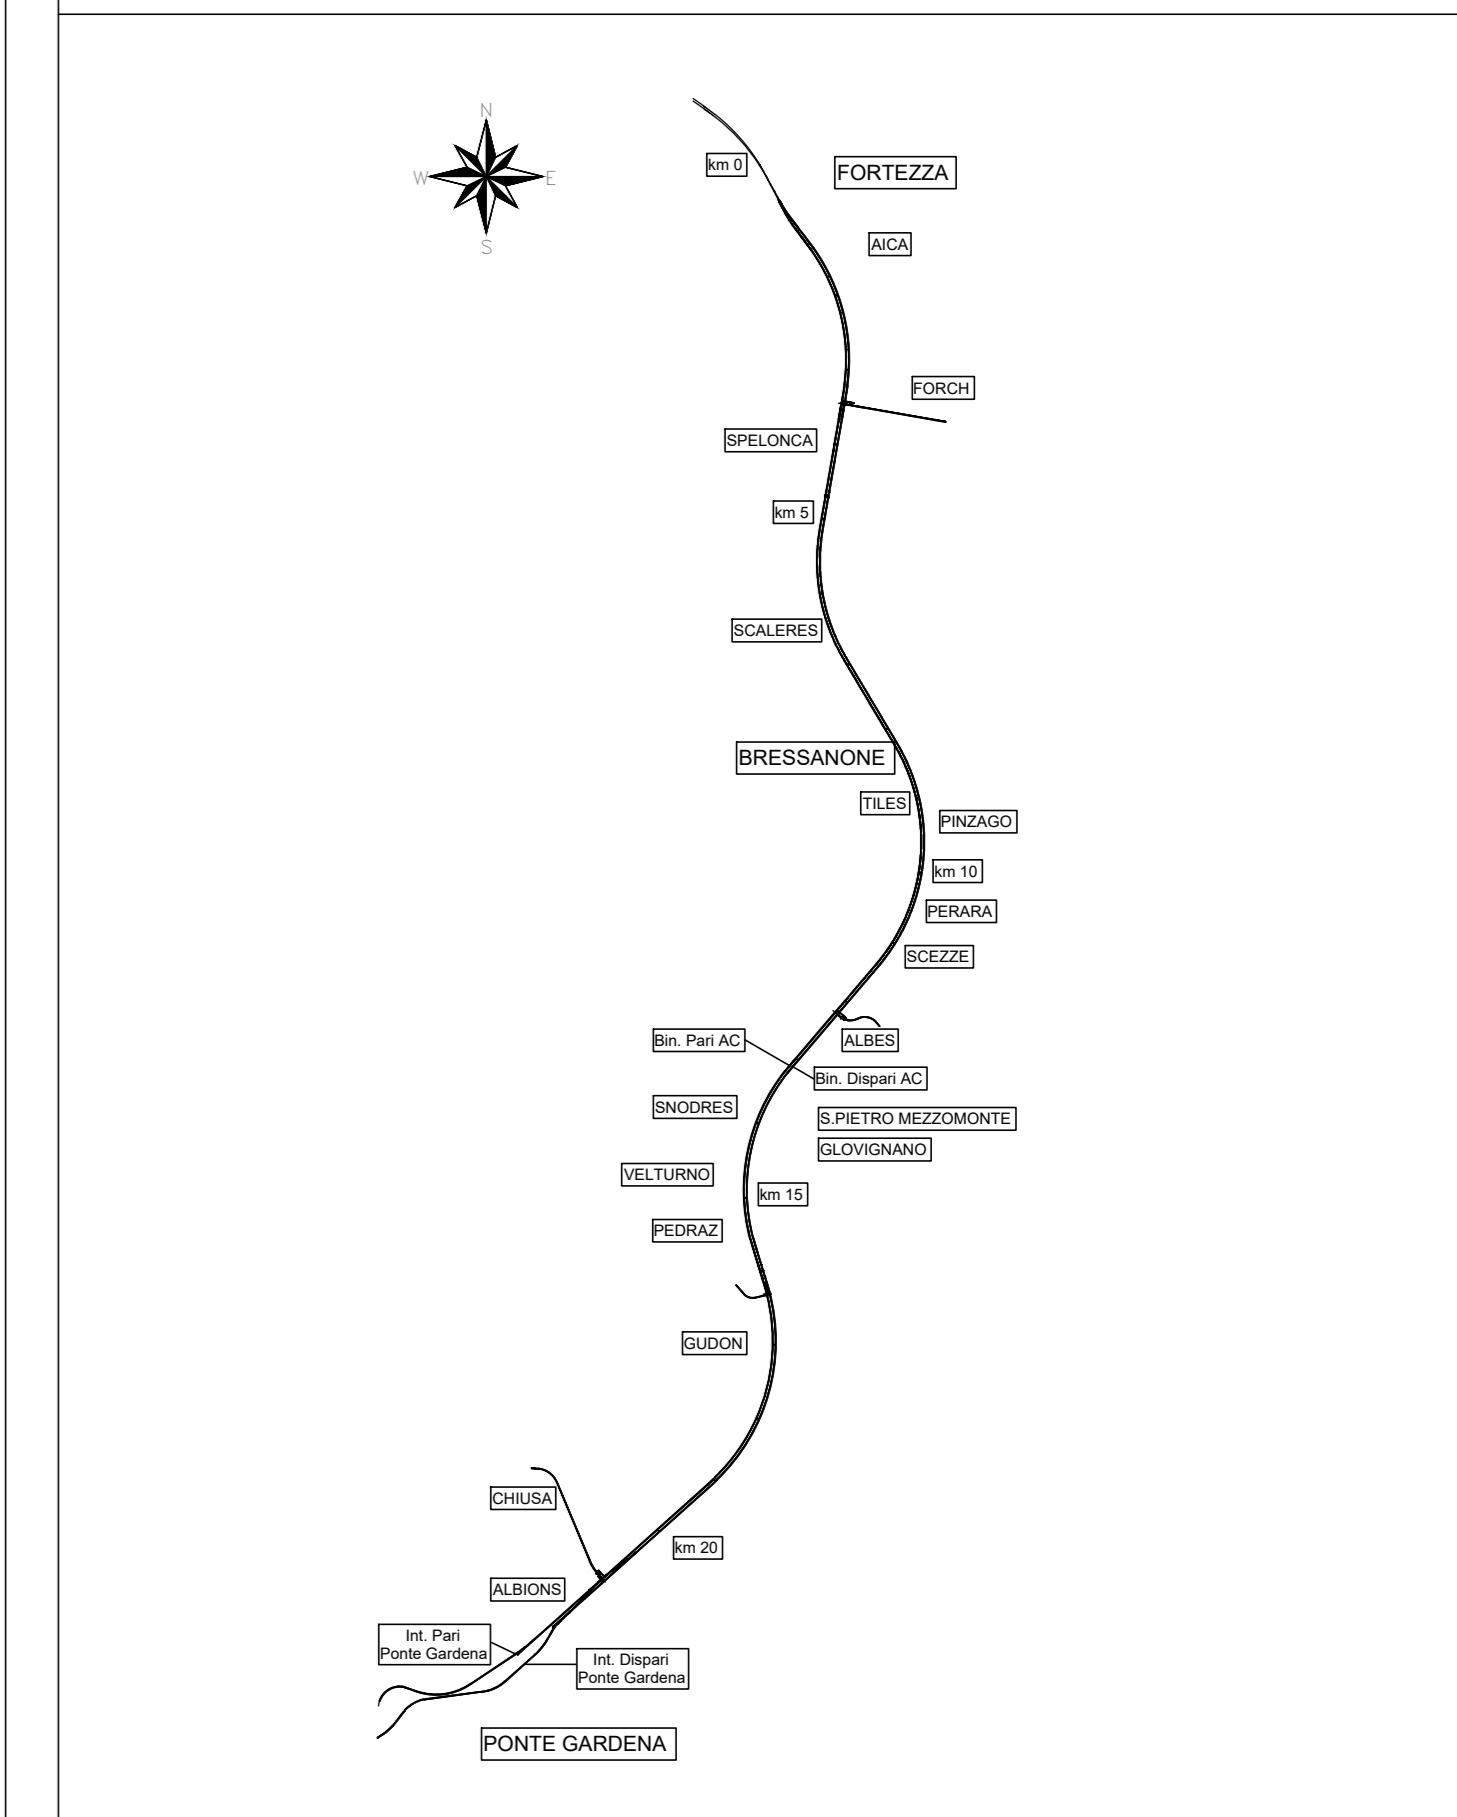 N
km 0
FORTEZZA
W
E
AICA
S
FORCH
SPELONCA
km 5
SCALERES
BRESSANONE
TILES
PINZAGO
km 10
PERARA
SCEZZE
Bin. Pari AC
ALBES
Bin. Dispari AC
SNODRES
S.PIETRO MEZZOMONTE
GLOVIGNANO
VELTURNO
km 15
PEDRAZ
GUDON
CHIUSA
km 20
ALBIONS
Int. Pari
Ponte Gardena
Int. Dispari
Ponte Gardena
PONTE GARDENA